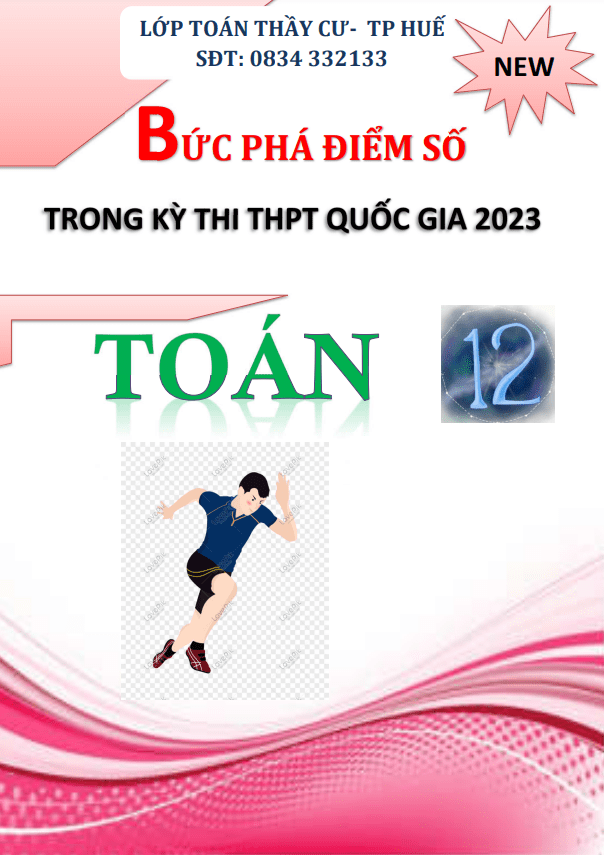 LỚP TOÁN THẦY CƯ- TP HUẾ
SĐT: 0834 332133
NEW
BỨC PHÁ ĐIỂM SỐ
TRONG KỲ THI THPT QUỐC GIA 2023
TOÁN
12